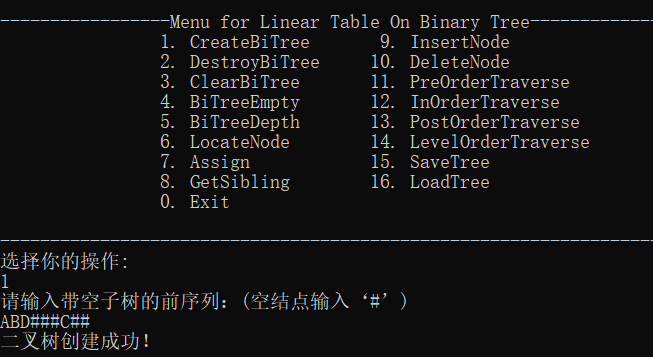 -----------------Menu for Linear Table On Binary Tree-------------
1. CreateBiTree 9. InsertNode
2. DestroyBiTree 10. DeleteNode
3. ClearBiTree 11. PreOrderTraverse
4. BiTreeEmpty 12. InOrderTraverse
5. BiTreeDepth 13. PostOrderTraverse
6. LocateNode 14. LevelOrderTraverse
7. Assign 15. SaveTree
8. GetSibling 16. LoadTree
0. Exit
-----------------------------------------------------------------
选择你的操作:
1
请输入带空子树的前序列：(空结点输入‘#’)
ABD###C##
二叉树创建成功！